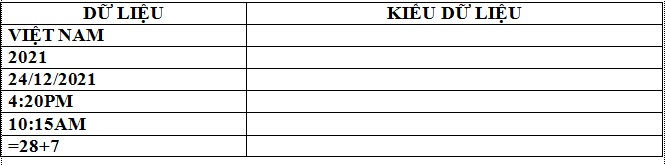 DỮ LIỆU KIỂU DỮ LIỆU
VIỆT NAM
2021
24/12/2021
4:20PM
10:15AM
=28+7